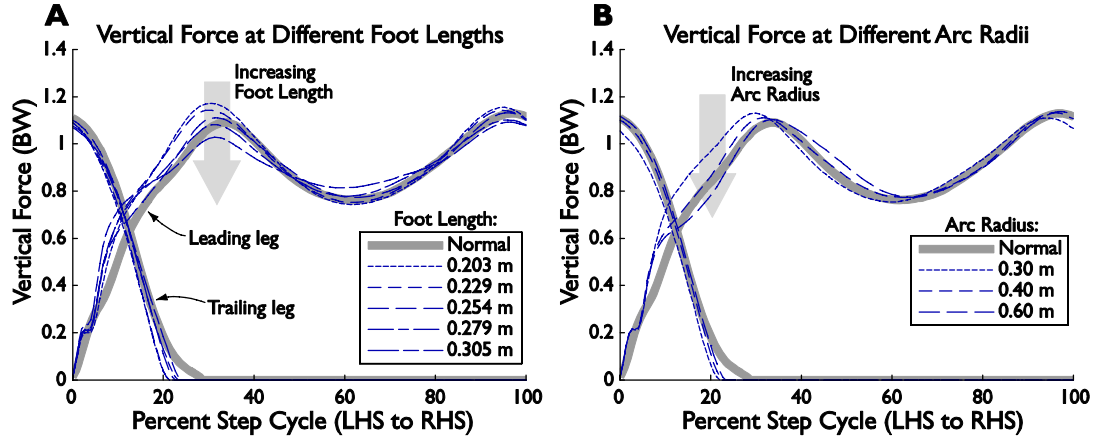 A
Vertical Force at Different Foot Lengths
Vertical Force (BW)
1.4
1.2
1
0.8
0.6
0.4
0.2
0
Increasing
Foot Length
Leading leg
Trailing leg
Foot Length:
Normal
0.203 m
0.229 m
0.254 m
0.279 m
0.305 m
0 20 40 60 80 100
Percent Step Cycle (LHS to RHS)
B
Vertical Force at Different Arc Radii
Vertical Force (BW)
1.4
1.2
1
0.8
0.6
0.4
0.2
0
Increasing
Arc Radius
Arc Radius:
Normal
0.30 m
0.40 m
0.60 m
0 20 40 60 80 100
Percent Step Cycle (LHS to RHS)